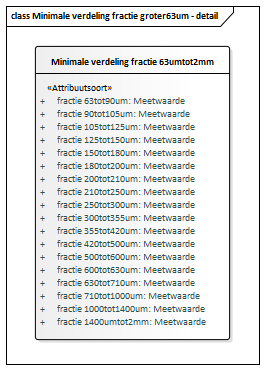 class Minimale verdeling fractie groter63um - detail
Minimale verdeling fractie 63umtot2mm
«Attribuutsoort»
+ fractie 63tot90um: Meetwaarde
+ fractie 90tot105um: Meetwaarde
+ fractie 105tot125um: Meetwaarde
+ fractie 125tot150um: Meetwaarde
+ fractie 150tot180um: Meetwaarde
+ fractie 180tot200um: Meetwaarde
+ fractie 200tot210um: Meetwaarde
+ fractie 210tot250um: Meetwaarde
+ fractie 250tot300um: Meetwaarde
+ fractie 300tot355um: Meetwaarde
+ fractie 355tot420um: Meetwaarde
+ fractie 420tot500um: Meetwaarde
+ fractie 500tot600um: Meetwaarde
+ fractie 600tot630um: Meetwaarde
+ fractie 630tot710um: Meetwaarde
+ fractie 710tot1000um: Meetwaarde
+ fractie 1000tot1400um: Meetwaarde
+ fractie 1400umtot2mm: Meetwaarde